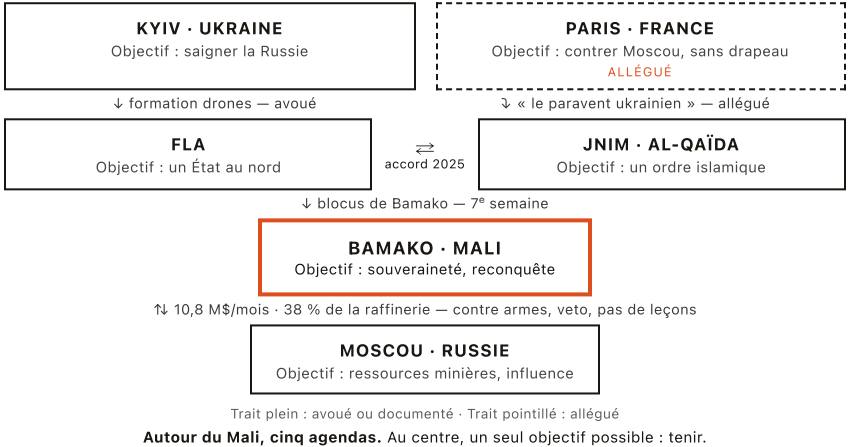 KYIV · UKRAINE
Objectif : saigner la Russie
PARIS · FRANCE
Objectif : contrer Moscou, sans drapeau
ALLÉGUÉ
↓ formation drones — avoué
⤵ « le paravent ukrainien » — allégué
FLA
Objectif : un État au nord
⇄
accord 2025
JNIM · AL-QAÏDA
Objectif : un ordre islamique
↓ blocus de Bamako — 7ᵉ semaine
BAMAKO · MALI
Objectif : souveraineté, reconquête
⇅ 10,8 M$/mois · 38 % de la raffinerie — contre armes, veto, pas de leçons
MOSCOU · RUSSIE
Objectif : ressources minières, influence
Trait plein : avoué ou documenté · Trait pointillé : allégué
Autour du Mali, cinq agendas. Au centre, un seul objectif possible : tenir.